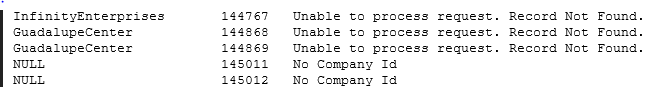 InfinityEnterprises 144767 Unable to process request. Record Not Found.
GuadalupeCenter 144868 Unable to process request. Record Not Found.
GuadalupeCenter 144869 Unable to process request. Record Not Found.
NULL 145011 No Company Id
NULL 145012 No Company Id